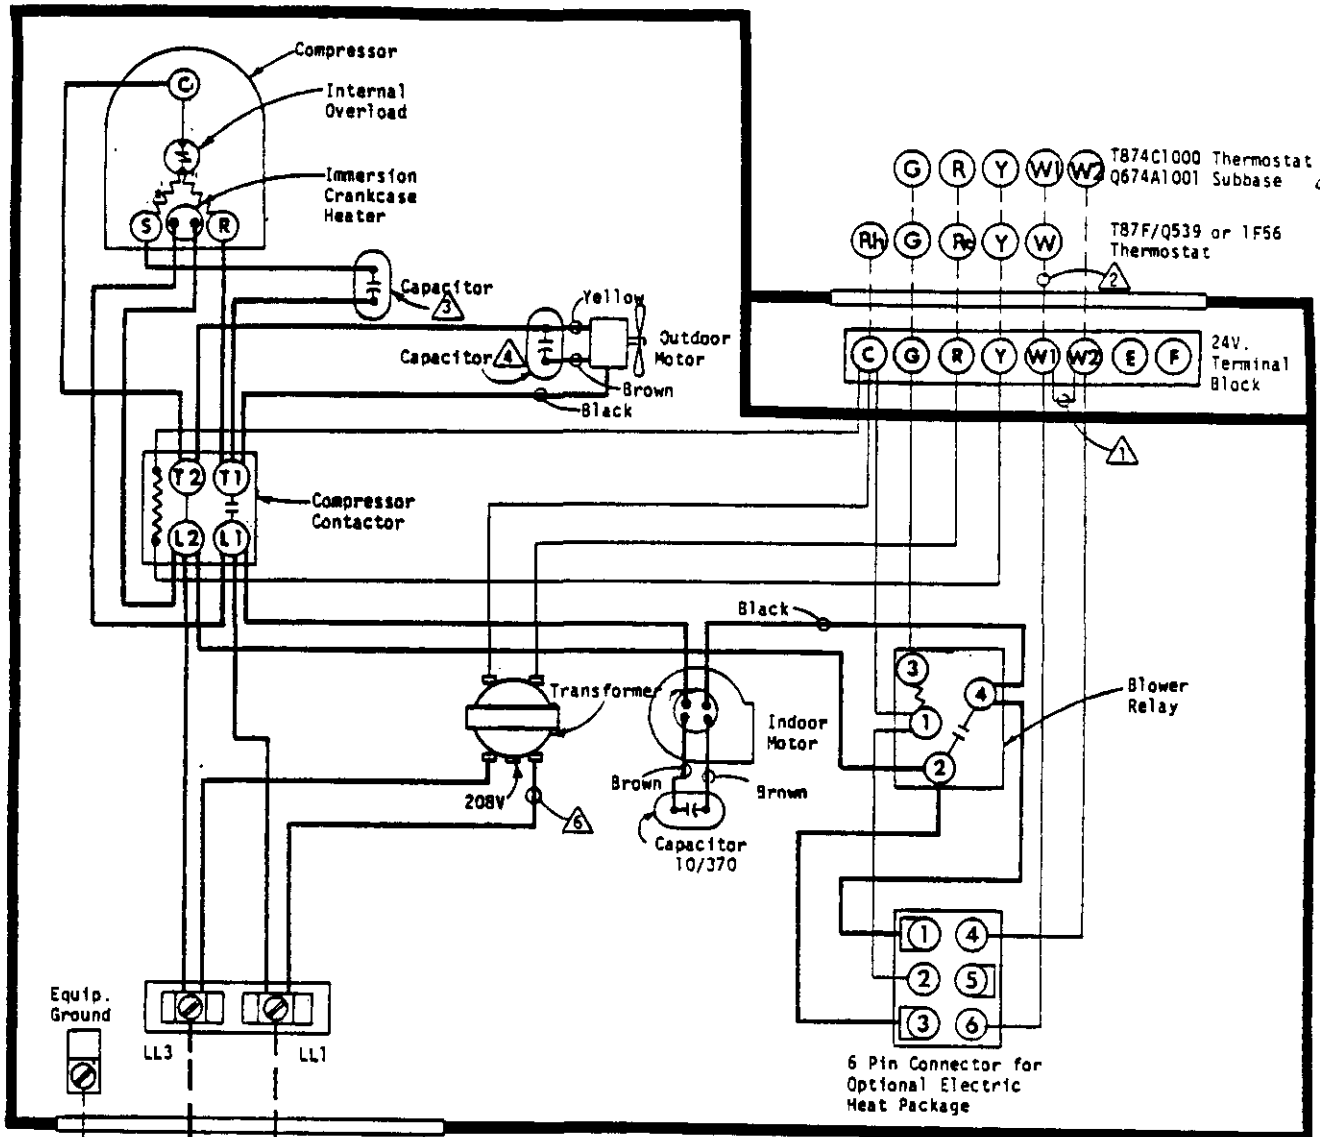 Compressor
C
Internal
Overload
Immersion
Crankcase
Heater
S
R
Capacitor
3
Yellow
Capacitor
4
Outdoor
Motor
Brown
Black
G R Y W1 W2
T874C1000 Thermostat
Q674A1001 Subbase
Rh G Rc Y W
T87F/Q539 or 1F56
Thermostat
2
C G R Y W1 W2 E F
24V.
Terminal
Block
1
T2 T1
L2 L1
Compressor
Contactor
Black
Transformer
208V
6
Indoor
Motor
Brown
Brown
Capacitor
10/370
3
4
1
2
Blower
Relay
1 4
2 5
3 6
6 Pin Connector for
Optional Electric
Heat Package
Equip.
Ground
LL3
LL1